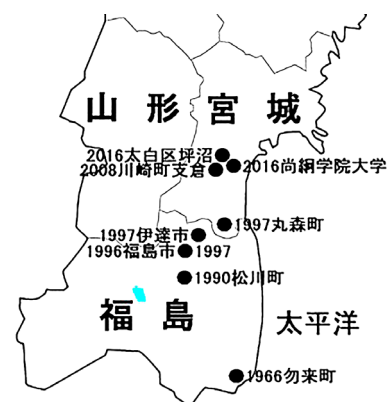 山形 宮城
2016太白区坪沼
2008川崎町支倉
2016尚絅学院大学
1997丸森町
1997伊達市
1996福島市
1997
1990松川町
福島
太平洋
1966勿来町